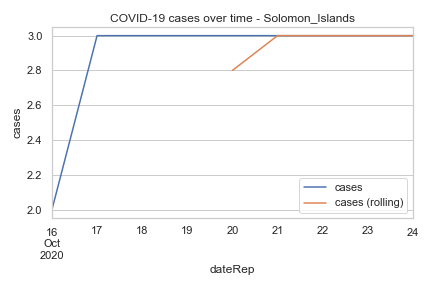 COVID-19 cases over time - Solomon_Islands
3.0
2.8
2.6
2.4
2.2
2.0
cases
cases
cases (rolling)
16 17 18 19 20 21 22 23 24
Oct
2020
dateRep